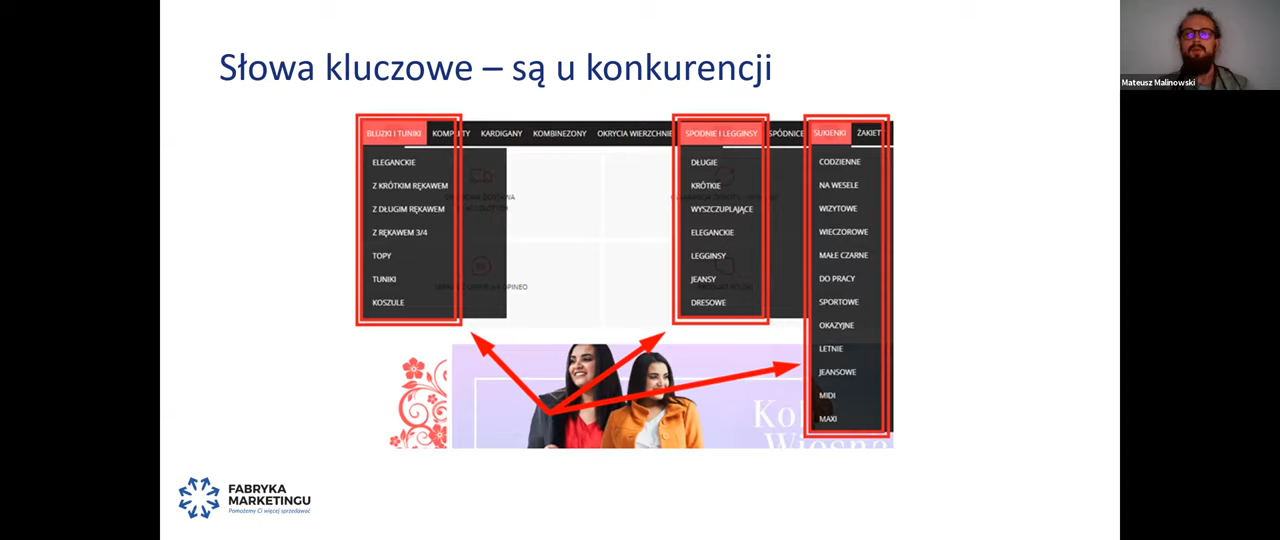 Słowa kluczowe – są u konkurencji
Mateusz Malinowski
BLUZKI I TUNIKI KOMPLETY KARDIGANY KOMBINEZONY OKRYCIA WIERZCHNIE SPODNIE I LEGGINSY SPÓDNICE SUKIENKI ŻAKIET
ELEGANCKIE
Z KRÓTKIM RĘKAWEM
Z DŁUGIM RĘKAWEM
Z RĘKAWEM 3/4
TOPY
TUNIKI
KOSZULE
DŁUGIE
KRÓTKIE
WYSZCZUPLAJĄCE
ELEGANCKIE
LEGGINSY
JEANSY
DRESOWE
CODZIENNE
NA WESELE
WIZYTOWE
WIECZOROWE
MAŁE CZARNE
DO PRACY
SPORTOWE
OKAZYJNE
LETNIE
JEANSOWE
MIDI
MAXI
Wiosna
FABRYKA
MARKETINGU
Pomożemy Ci więcej sprzedawać